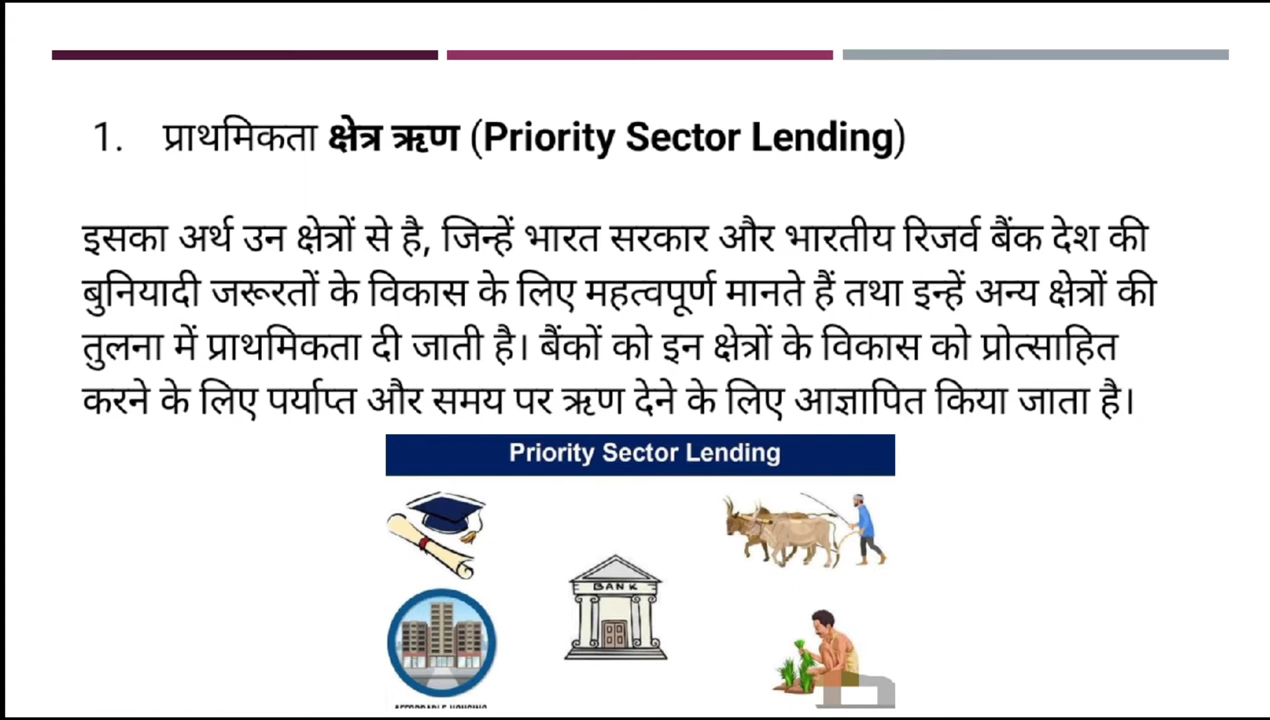 1. प्राथमिकता क्षेत्र ऋण (Priority Sector Lending)
इसका अर्थ उन क्षेत्रों से है, जिन्हें भारत सरकार और भारतीय रिजर्व बैंक देश की
बुनियादी जरूरतों के विकास के लिए महत्वपूर्ण मानते हैं तथा इन्हें अन्य क्षेत्रों की
तुलना में प्राथमिकता दी जाती है। बैंकों को इन क्षेत्रों के विकास को प्रोत्साहित
करने के लिए पर्याप्त और समय पर ऋण देने के लिए आज्ञापित किया जाता है।
Priority Sector Lending
BANK
AFFORDABLE HOUSING